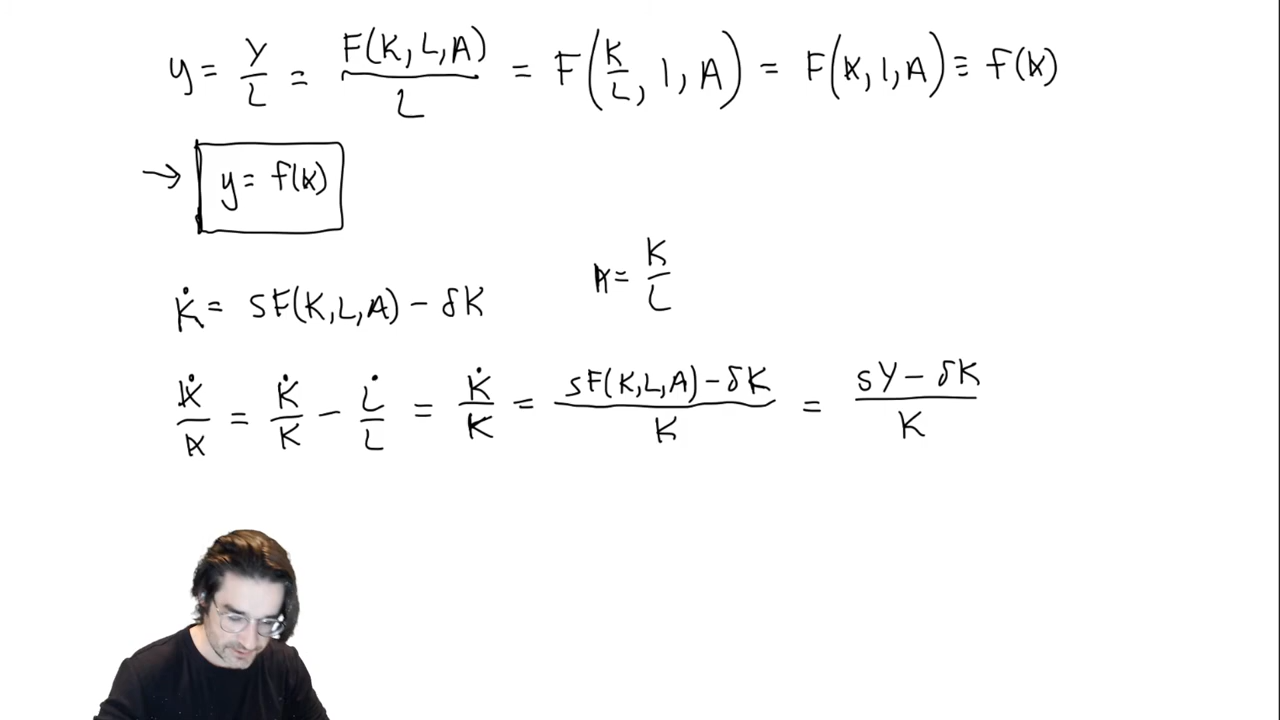 y = Y/L = F(K,L,A)/L = F(K/L, 1, A) = F(k,1,A) ≡ f(k)
→ y = f(k)
k = K/L
K̇ = sF(K,L,A) − δK
k̇/k = K̇/K − L̇/L = K̇/K = (sF(K,L,A) − δK)/K = (sY − δK)/K